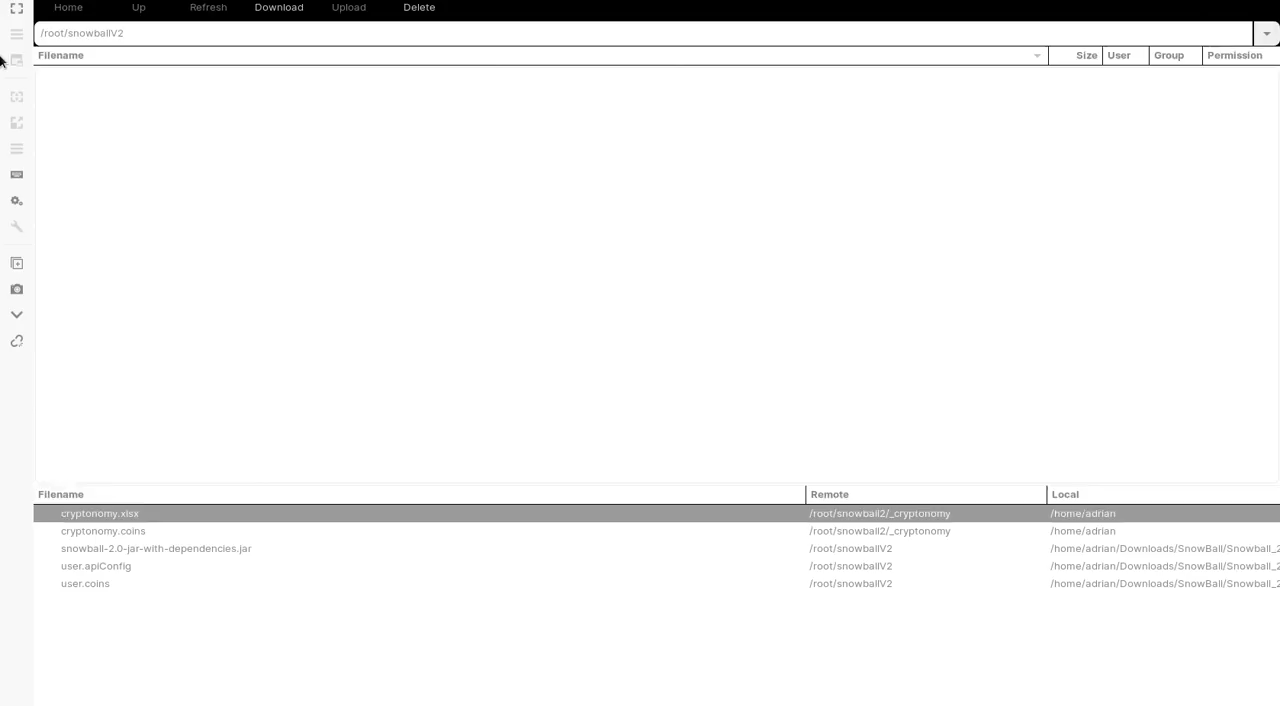 Home Up Refresh Download Upload Delete
/root/snowballV2
Filename Size User Group Permission
Filename Remote Local
cryptonomy.xlsx /root/snowball2/_cryptonomy /home/adrian
cryptonomy.coins /root/snowball2/_cryptonomy /home/adrian
snowball-2.0-jar-with-dependencies.jar /root/snowballV2 /home/adrian/Downloads/SnowBall/Snowball_2
user.apiConfig /root/snowballV2 /home/adrian/Downloads/SnowBall/Snowball_2
user.coins /root/snowballV2 /home/adrian/Downloads/SnowBall/Snowball_2